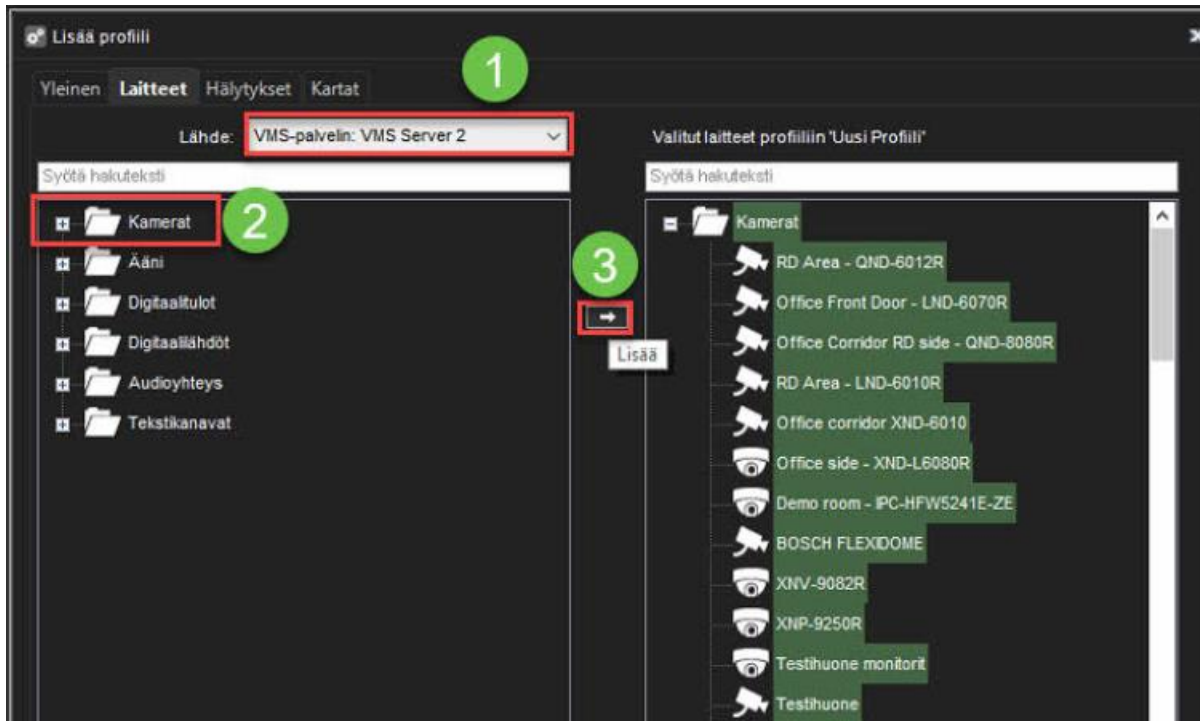 Lisää profiili
Yleinen Laitteet Hälytykset Kartat
1
Lähde: VMS-palvelin: VMS Server 2
Valitut laitteet profiiliin 'Uusi Profiili'
Syötä hakuteksti
Syötä hakuteksti
Kamerat
2
Ääni
Digitaalitulot
Digitaalilähdöt
Audioyhteys
Tekstikanavat
3
Lisää
Kamerat
RD Area - QND-6012R
Office Front Door - LND-6070R
Office Corridor RD side - QND-8080R
RD Area - LND-6010R
Office corridor XND-6010
Office side - XND-L6080R
Demo room - IPC-HFW5241E-ZE
BOSCH FLEXIDOME
XNV-9082R
XNP-9250R
Testihuone monitorit
Testihuone